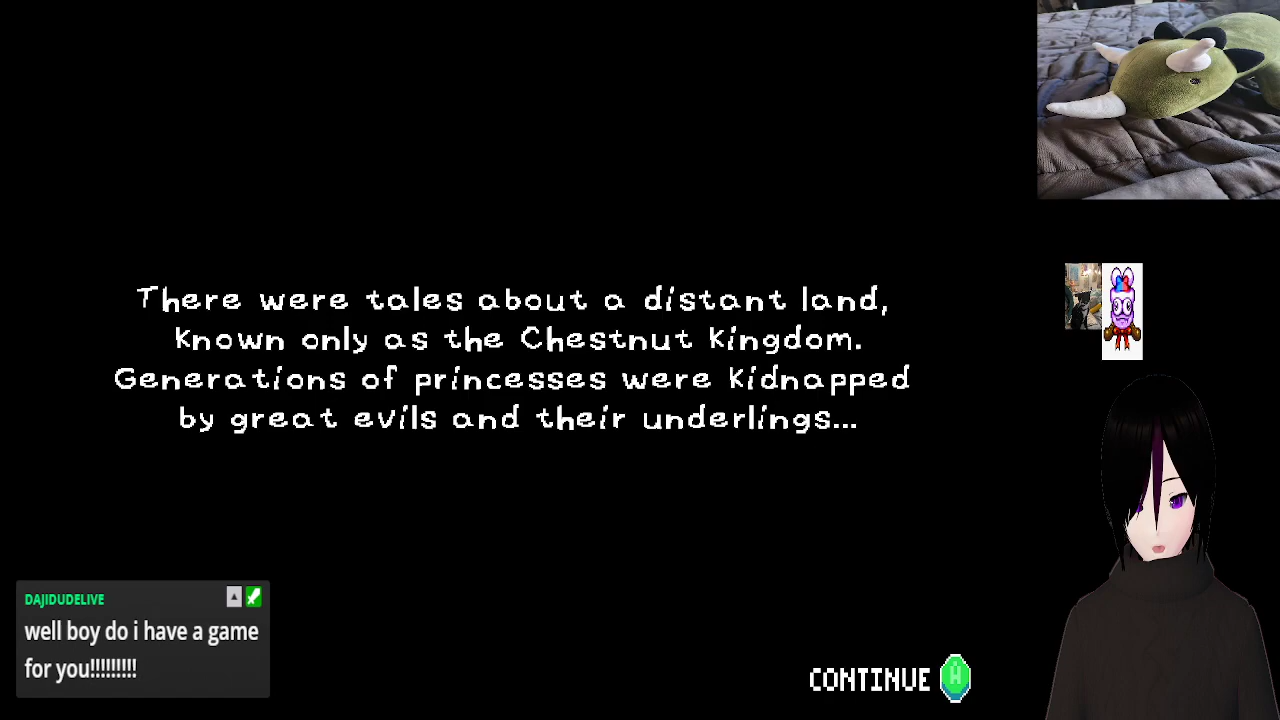 There were tales about a distant land,
known only as the Chestnut Kingdom.
Generations of princesses were kidnapped
by great evils and their underlings...
DAJIDUDELIVE
well boy do i have a game
for you!!!!!!!!!
CONTINUE A